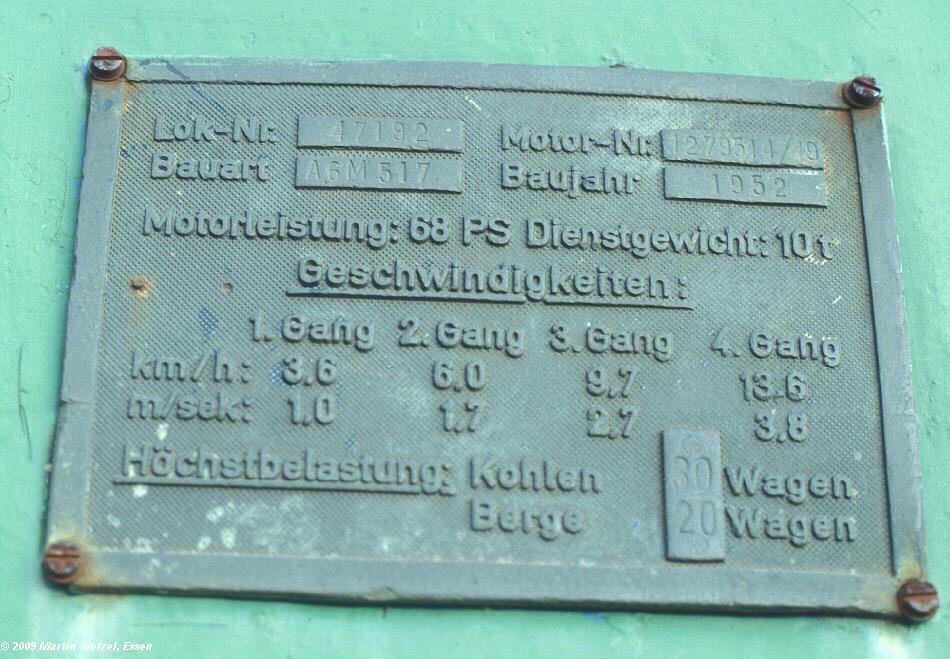 Lok-Nr. 47192 Motor-Nr. 1279514/19
Bauart A6M 517 Baujahr 1952
Motorleistung: 68 PS Dienstgewicht: 10 t
Geschwindigkeiten:
1. Gang 2. Gang 3. Gang 4. Gang
km/h: 3,6 6,0 9,7 13,6
m/sek: 1,0 1,7 2,7 3,8
Höchstbelastung: Kohlen 30 Wagen
Berge 20 Wagen
© 2009 Martin Welzel, Essen